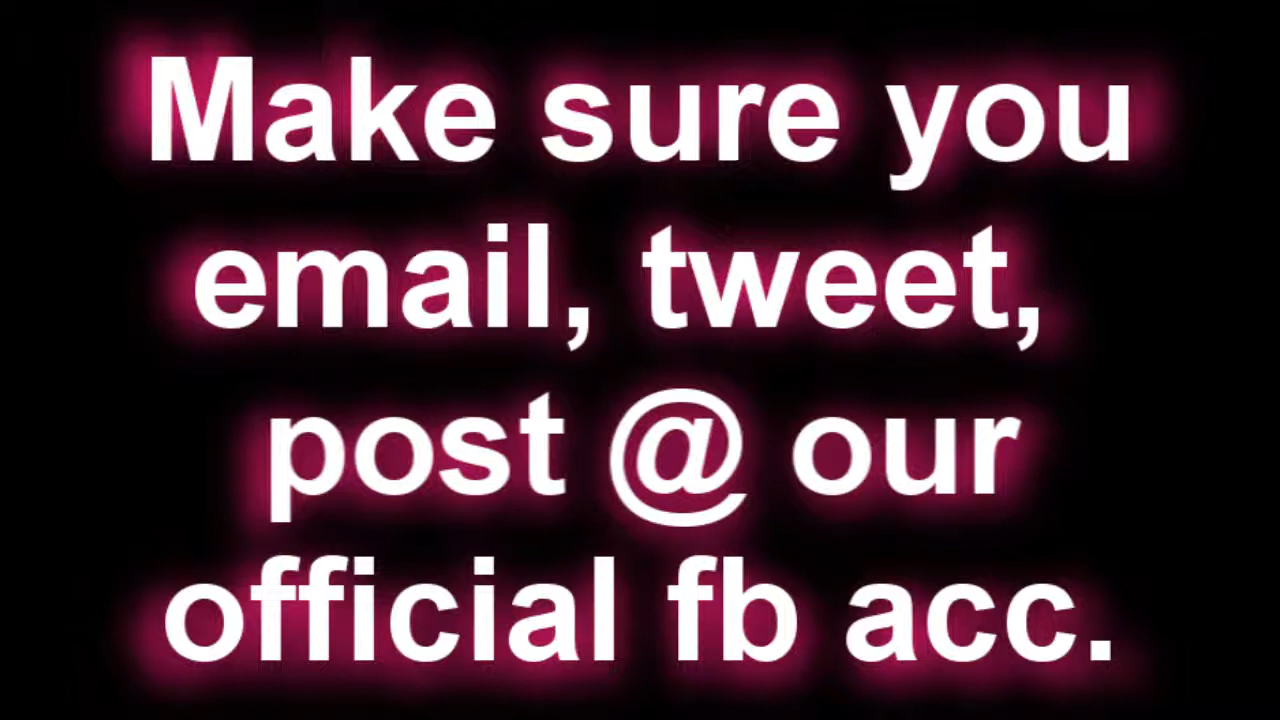 Make sure you
email, tweet,
post @ our
official fb acc.